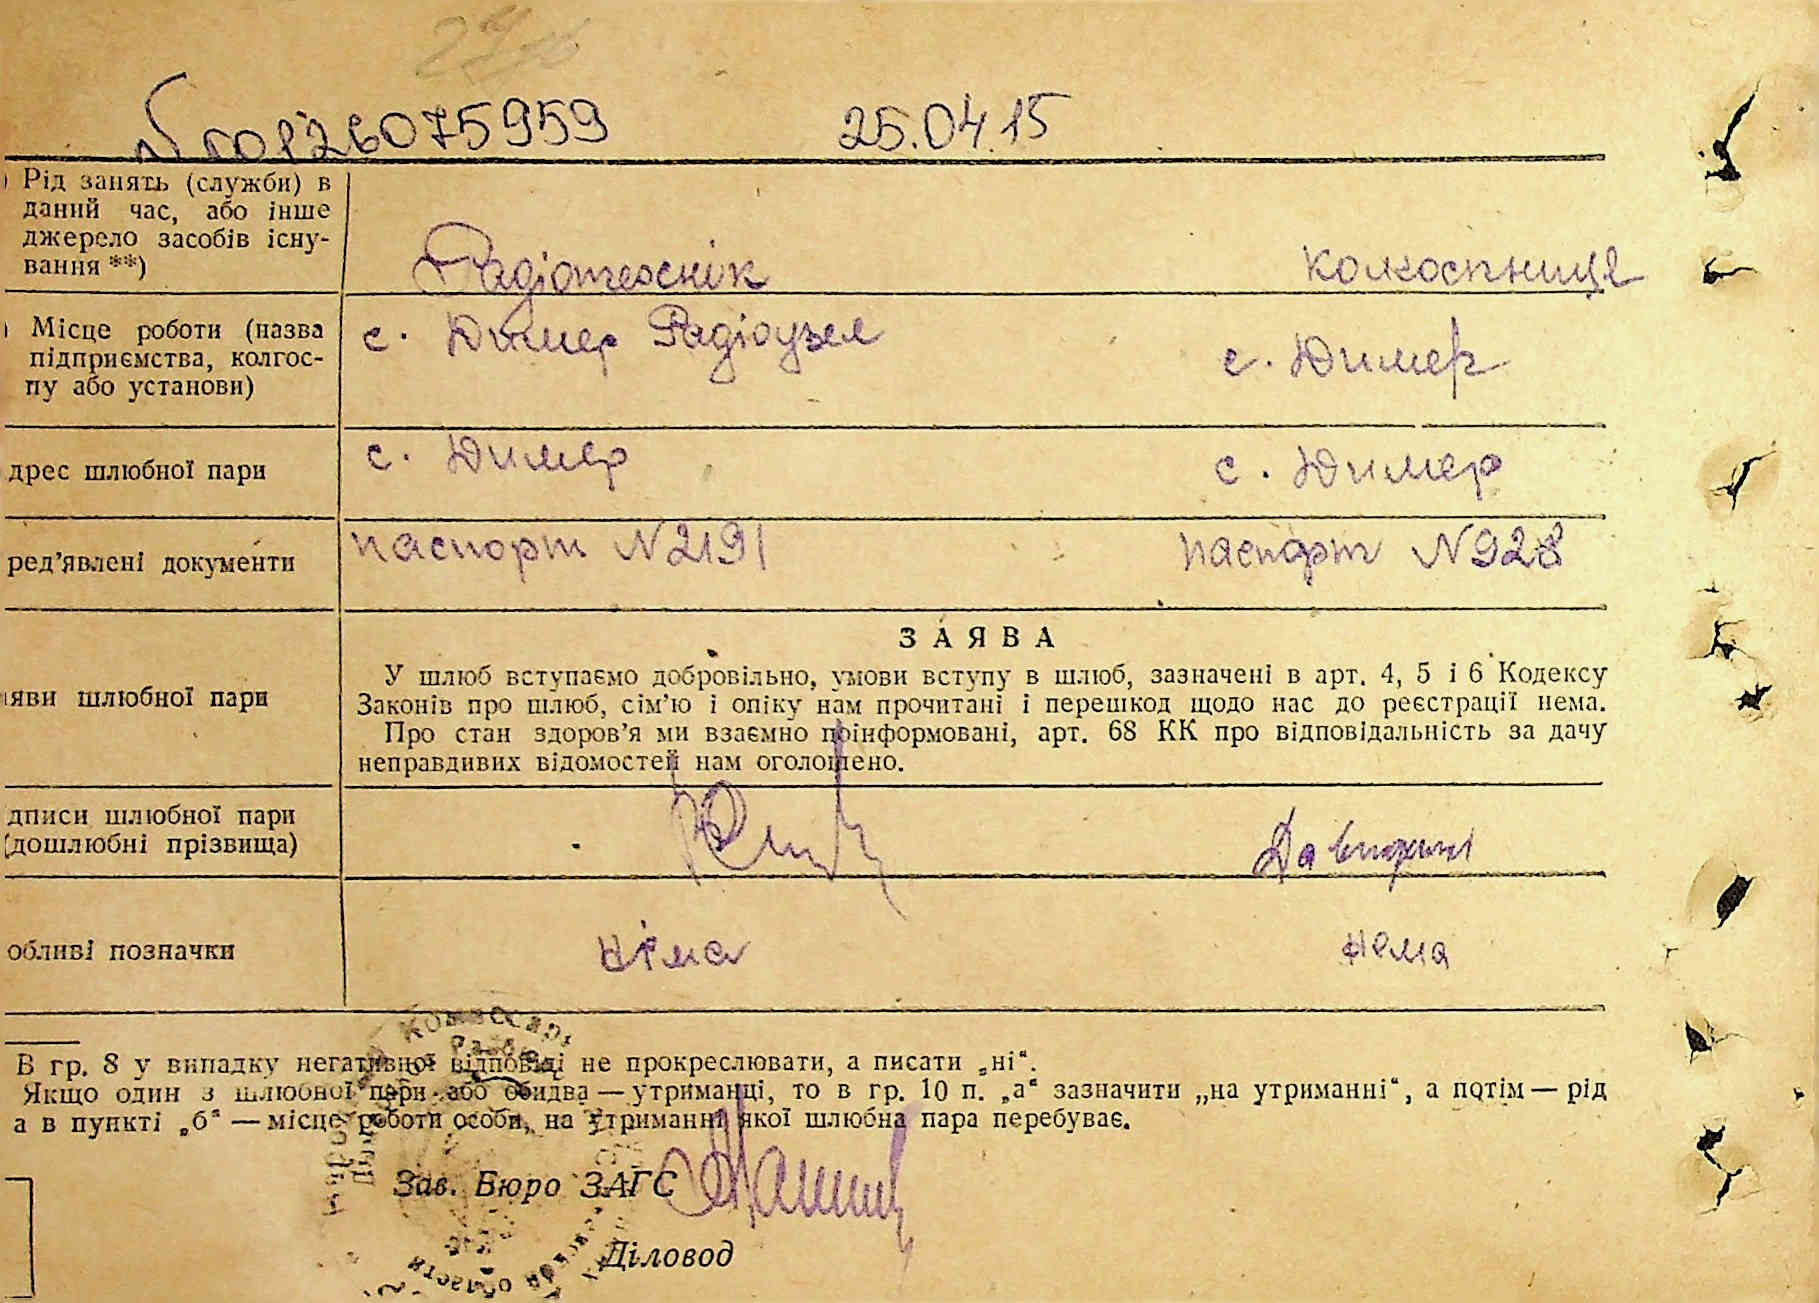 25.04.15
Рід занять (служби) в
даний час, або інше
джерело засобів існу-
вання **)
Радіотехнік
колгоспниця
Місце роботи (назва
підприємства, колгос-
пу або установи)
с. Димер Радіоузел
с. Димер
дрес шлюбної пари
с. Димер
с. Димер
ред’явлені документи
паспорт N 2191
паспорт N 928
ЗАЯВА
яви шлюбної пари
У шлюб вступаємо добровільно, умови вступу в шлюб, зазначені в арт. 4, 5 і 6 Кодексу
Законів про шлюб, сім’ю і опіку нам прочитані і перешкод щодо нас до реєстрації нема.
Про стан здоров’я ми взаємно поінформовані, арт. 68 КК про відповідальність за дачу
неправдивих відомостей нам оголошено.
дписи шлюбної пари
(дошлюбні прізвища)
обливі позначки
нема
нема
В гр. 8 у випадку негативної відповіді не прокреслювати, а писати „ні“.
Якщо один з шлюбної пари або обидва — утриманці, то в гр. 10 п. „а“ зазначити „на утриманні“, а потім — рід
а в пункті „б“ — місце роботи особи, на утриманні якої шлюбна пара перебуває.
Зав. Бюро ЗАГС
Діловод